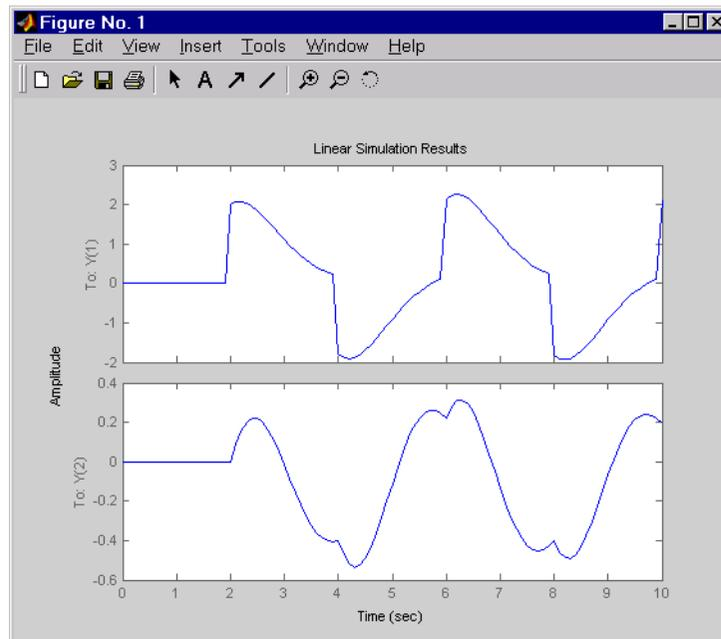 Figure No. 1
File Edit View Insert Tools Window Help
A
Linear Simulation Results
To: Y(1)
3
2
1
0
-1
-2
Amplitude
To: Y(2)
0.4
0.2
0
-0.2
-0.4
-0.6
0 1 2 3 4 5 6 7 8 9 10
Time (sec)